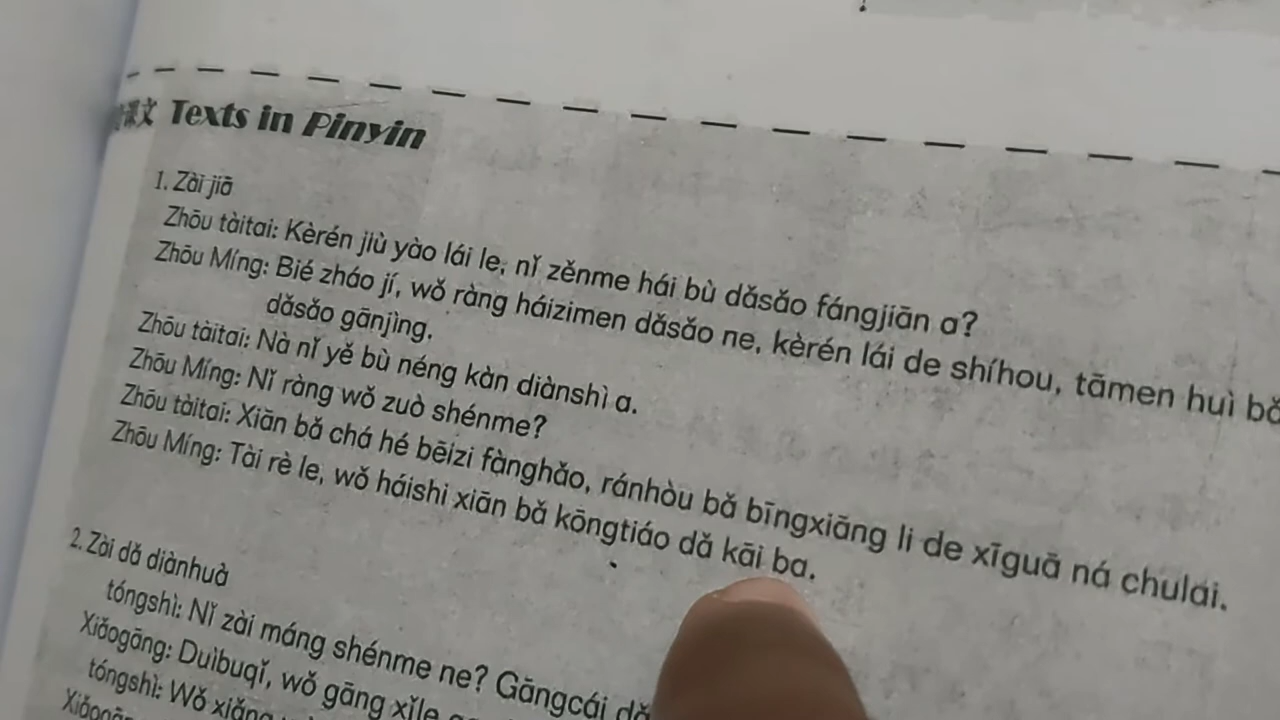 课文 Texts in Pinyin
1. Zài jiā
Zhōu tàitai: Kèrén jiù yào lái le, nǐ zěnme hái bù dǎsǎo fángjiān a?
Zhōu Míng: Bié zháo jí, wǒ ràng háizimen dǎsǎo ne, kèrén lái de shíhou, tāmen huì
dǎsǎo gānjìng.
Zhōu tàitai: Nà nǐ yě bù néng kàn diànshì a.
Zhōu Míng: Nǐ ràng wǒ zuò shénme?
Zhōu tàitai: Xiān bǎ chá hé bēizi fànghǎo, ránhòu bǎ bīngxiāng li de xīguā ná chulai.
Zhōu Míng: Tài rè le, wǒ háishi xiān bǎ kōngtiáo dǎ kāi ba.
2. Zài dǎ diànhuà
tóngshì: Nǐ zài máng shénme ne? Gāngcái
Xiǎogāng: Duìbuqǐ, wǒ gāng xǐle
tóngshì: Wǒ xiǎng